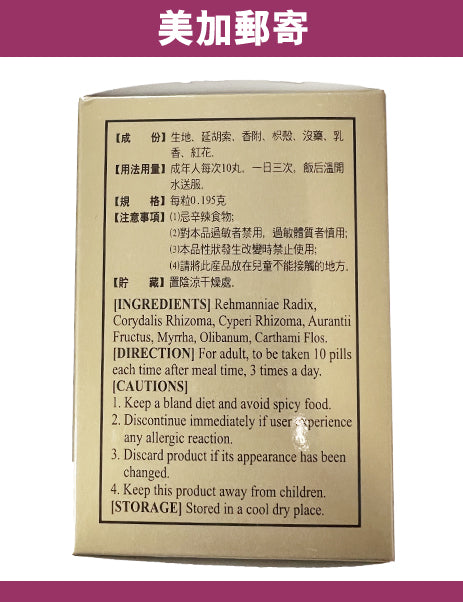 美加郵寄
【成　份】生地、延胡索、香附、枳殼、沒藥、乳
香、紅花.
【用法用量】成年人每次10丸，一日三次，飯后溫開
水送服.
【規　格】每粒0.195克
【注意事項】⑴忌辛辣食物;
⑵對本品過敏者禁用，過敏體質者慎用;
⑶本品性狀發生改變時禁止使用;
⑷請將此産品放在兒童不能接觸的地方.
【貯　藏】置陰涼干燥處.
[INGREDIENTS] Rehmanniae Radix,
Corydalis Rhizoma, Cyperi Rhizoma, Aurantii
Fructus, Myrrha, Olibanum, Carthami Flos.
[DIRECTION] For adult, to be taken 10 pills
each time after meal time, 3 times a day.
[CAUTIONS]
1. Keep a bland diet and avoid spicy food.
2. Discontinue immediately if user experience
any allergic reaction.
3. Discard product if its appearance has been
changed.
4. Keep this product away from children.
[STORAGE] Stored in a cool dry place.